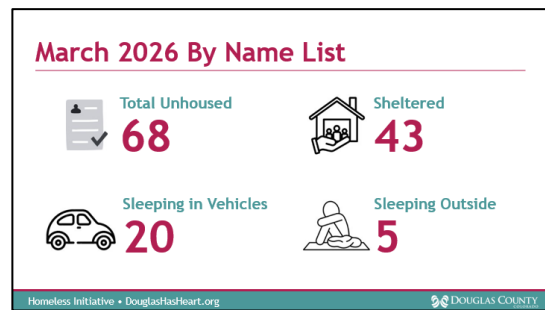 March 2026 By Name List
Total Unhoused
68
Sheltered
43
Sleeping in Vehicles
20
Sleeping Outside
5
Homeless Initiative • DouglasHasHeart.org
DOUGLAS COUNTY
COLORADO